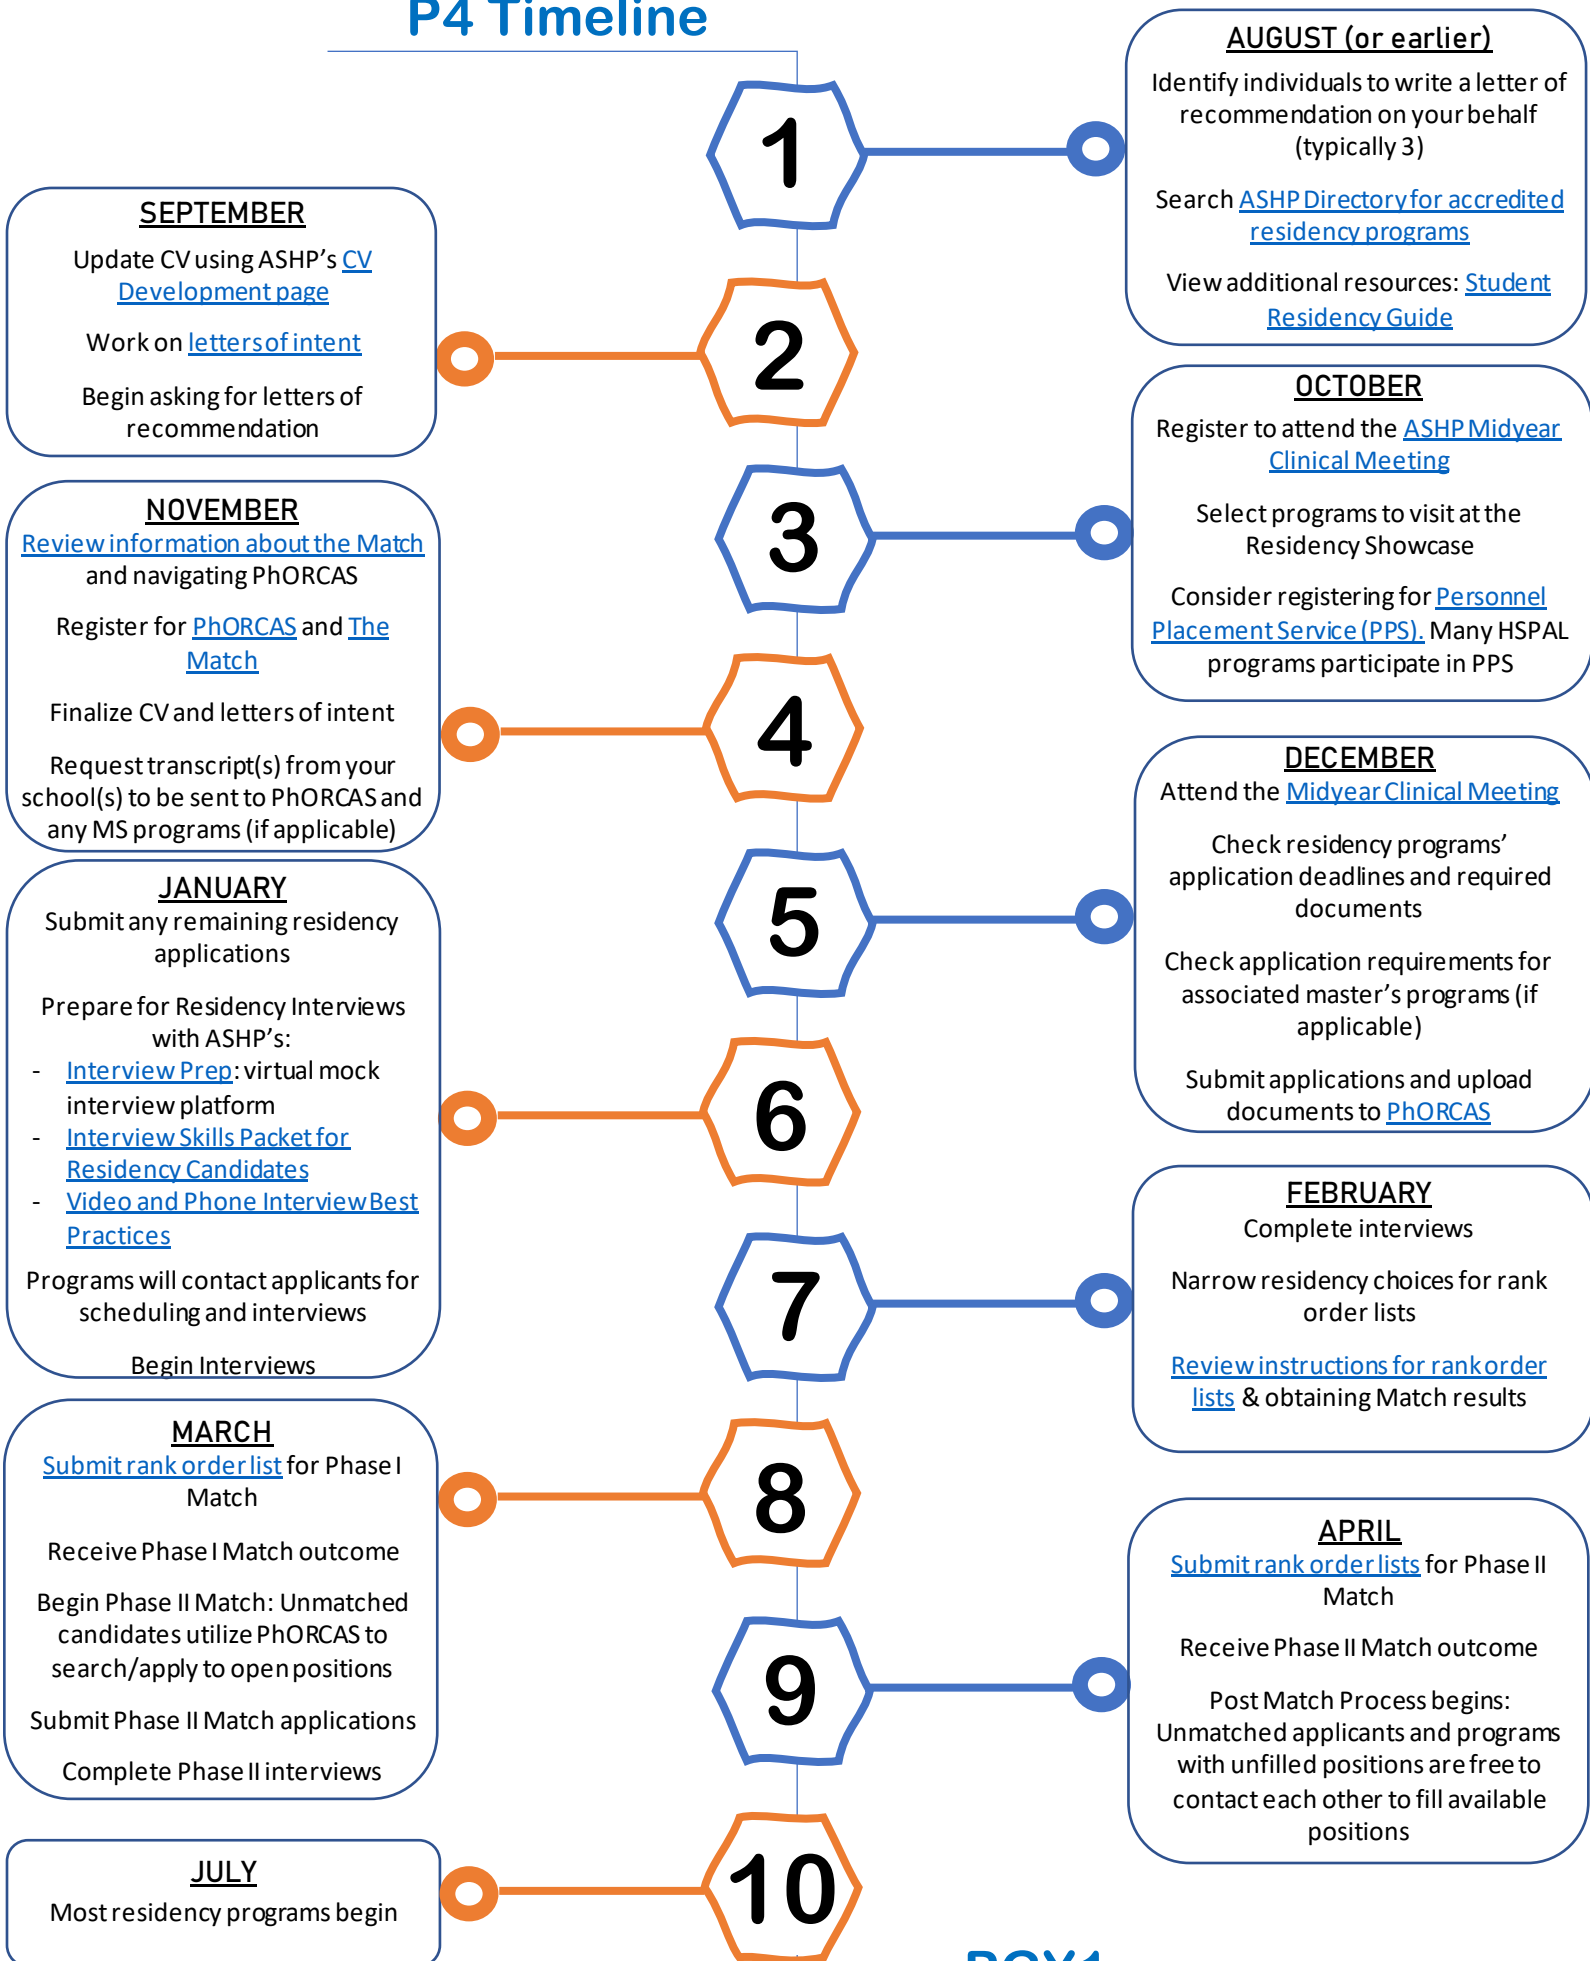 P4 Timeline
1
AUGUST (or earlier)
Identify individuals to write a letter of
recommendation on your behalf
(typically 3)
Search ASHP Directory for accredited
residency programs
View additional resources: Student
Residency Guide
2
SEPTEMBER
Update CV using ASHP's CV
Development page
Work on letters of intent
Begin asking for letters of
recommendation
3
OCTOBER
Register to attend the ASHP Midyear
Clinical Meeting
Select programs to visit at the
Residency Showcase
Consider registering for Personnel
Placement Service (PPS). Many HSPAL
programs participate in PPS
4
NOVEMBER
Review information about the Match
and navigating PhORCAS
Register for PhORCAS and The
Match
Finalize CV and letters of intent
Request transcript(s) from your
school(s) to be sent to PhORCAS and
any MS programs (if applicable)
5
DECEMBER
Attend the Midyear Clinical Meeting
Check residency programs’
application deadlines and required
documents
Check application requirements for
associated master’s programs (if
applicable)
Submit applications and upload
documents to PhORCAS
6
JANUARY
Submit any remaining residency
applications
Prepare for Residency Interviews
with ASHP’s:
- Interview Prep: virtual mock
interview platform
- Interview Skills Packet for
Residency Candidates
- Video and Phone Interview Best
Practices
Programs will contact applicants for
scheduling and interviews
Begin Interviews
7
FEBRUARY
Complete interviews
Narrow residency choices for rank
order lists
Review instructions for rank order
lists & obtaining Match results
8
MARCH
Submit rank order list for Phase I
Match
Receive Phase I Match outcome
Begin Phase II Match: Unmatched
candidates utilize PhORCAS to
search/apply to open positions
Submit Phase II Match applications
Complete Phase II interviews
9
APRIL
Submit rank order lists for Phase II
Match
Receive Phase II Match outcome
Post Match Process begins:
Unmatched applicants and programs
with unfilled positions are free to
contact each other to fill available
positions
10
JULY
Most residency programs begin
PGY1